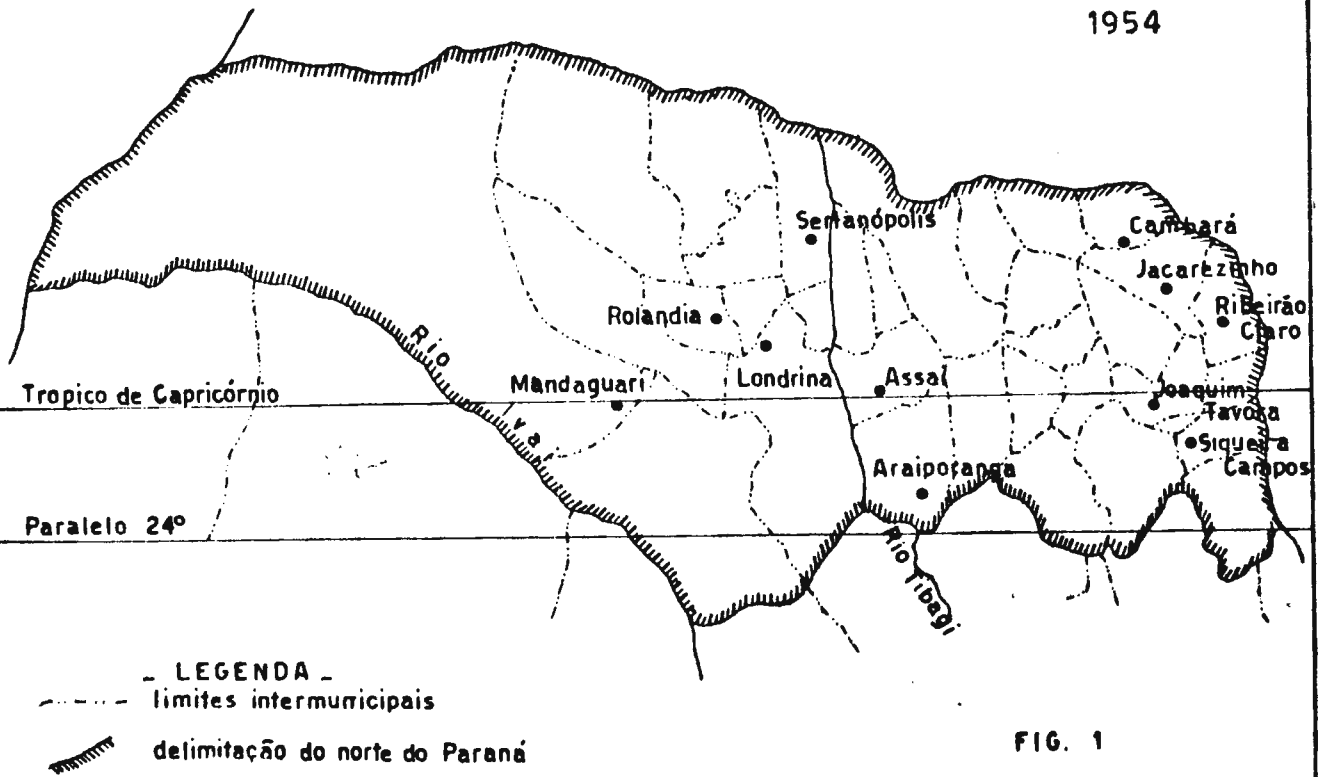 1954
Sertanópolis
Cambará
Jacarezinho
Ribeirão
Claro
Rolandia
Londrina
Rio
Mandaguari
Assaí
Tropico de Capricórnio
Joaquim
Tavora
va
Siqueira
Campos
Araiporanga
Paralelo 24º
Rio Tibagi
_ LEGENDA _
limites intermunicipais
delimitação do norte do Paraná
FIG. 1